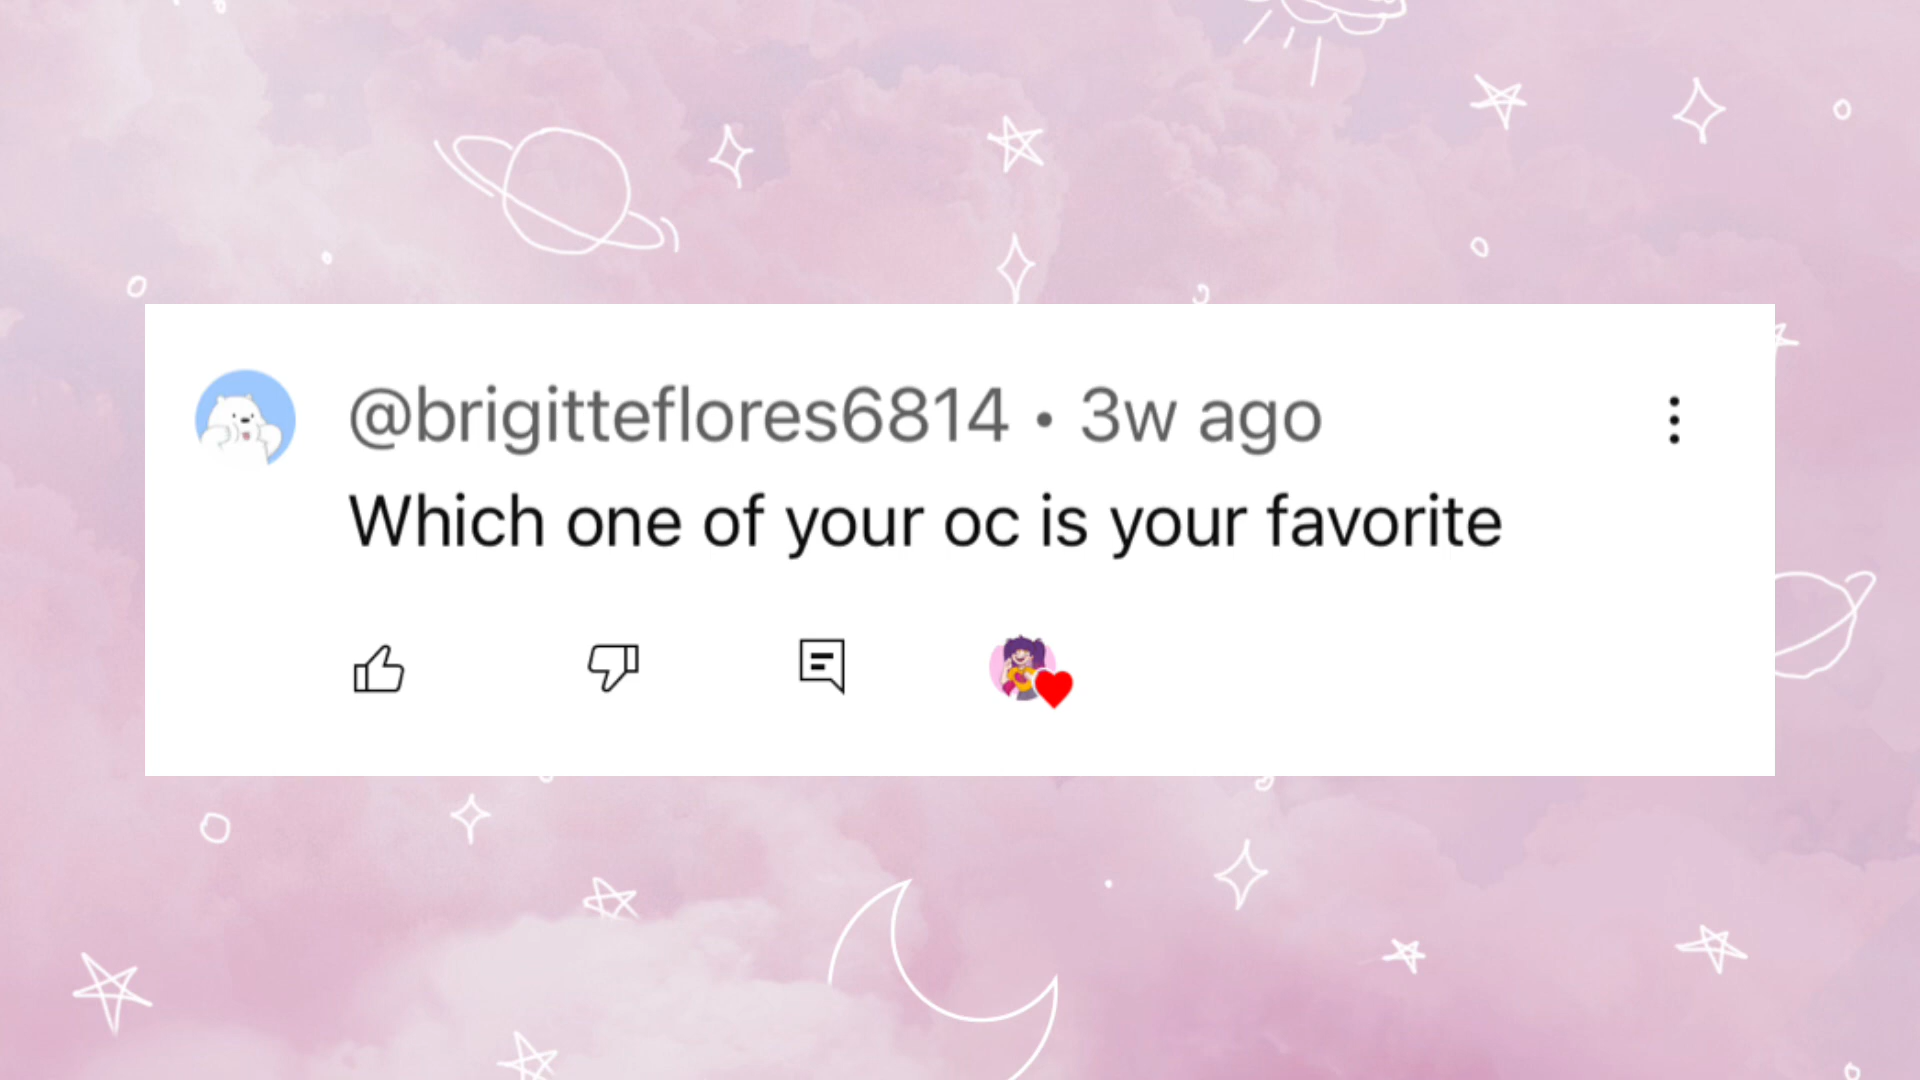 @brigitteflores6814 • 3w ago
Which one of your oc is your favorite